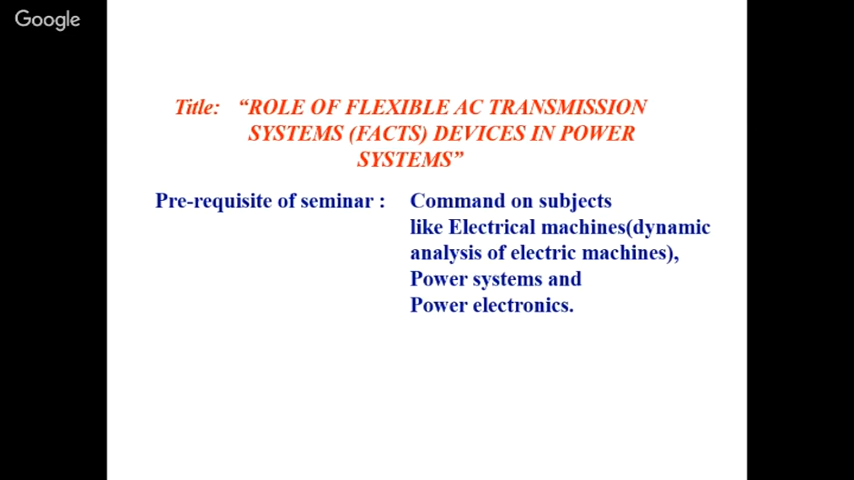 Google
Title: “ROLE OF FLEXIBLE AC TRANSMISSION
SYSTEMS (FACTS) DEVICES IN POWER
SYSTEMS”
Pre-requisite of seminar : Command on subjects
like Electrical machines(dynamic
analysis of electric machines),
Power systems and
Power electronics.